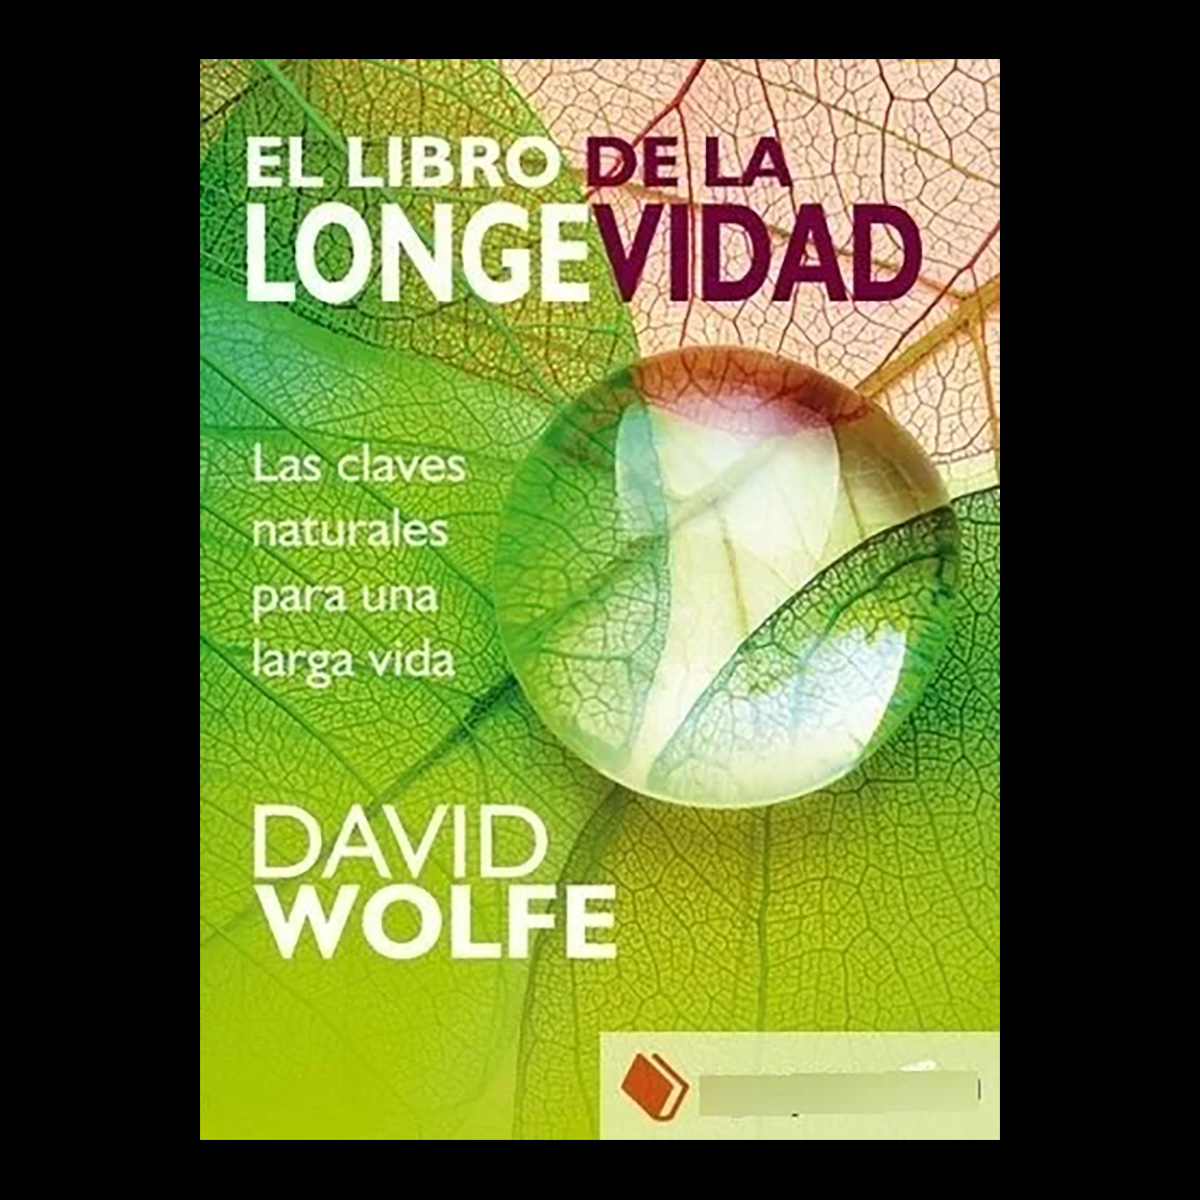 EL LIBRO DE LA
LONGEVIDAD
Las claves
naturales
para una
larga vida
DAVID
WOLFE